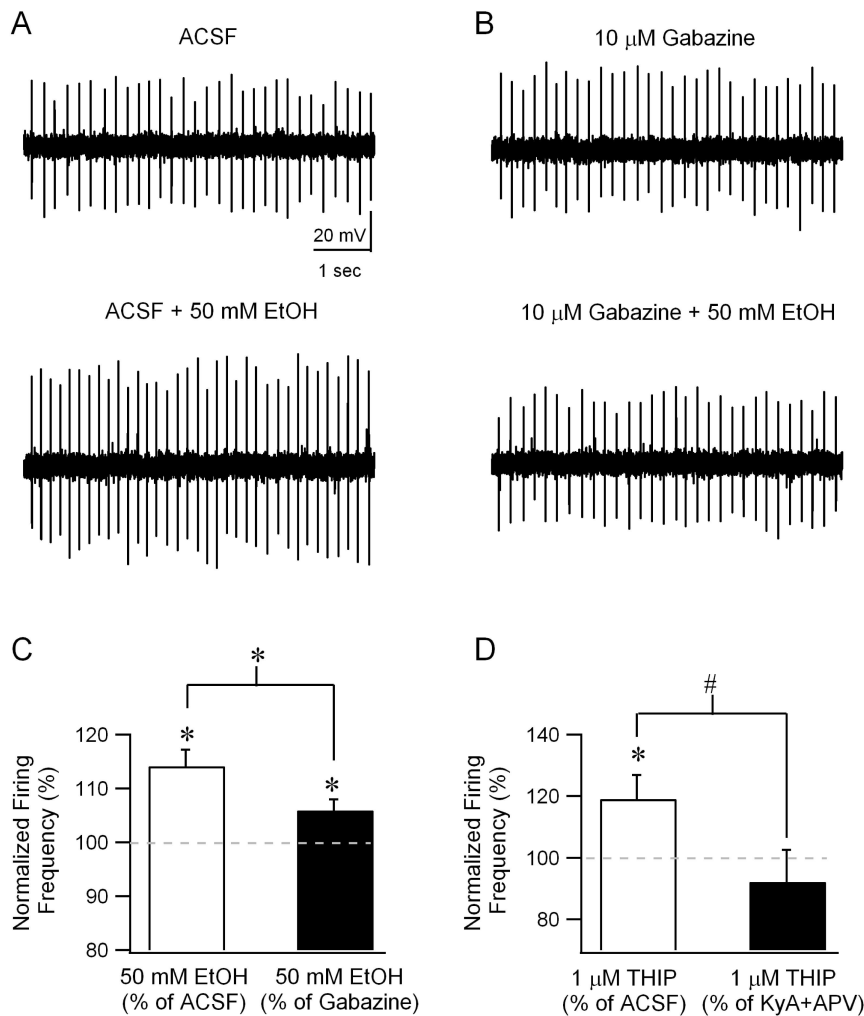 A
ACSF
20 mV
1 sec
ACSF + 50 mM EtOH
B
10 μM Gabazine
10 μM Gabazine + 50 mM EtOH
C
*
Normalized Firing
Frequency (%)
120
110
100
90
80
*
*
50 mM EtOH
(% of ACSF)
50 mM EtOH
(% of Gabazine)
D
#
Normalized Firing
Frequency (%)
140
120
100
80
*
1 μM THIP
(% of ACSF)
1 μM THIP
(% of KyA+APV)